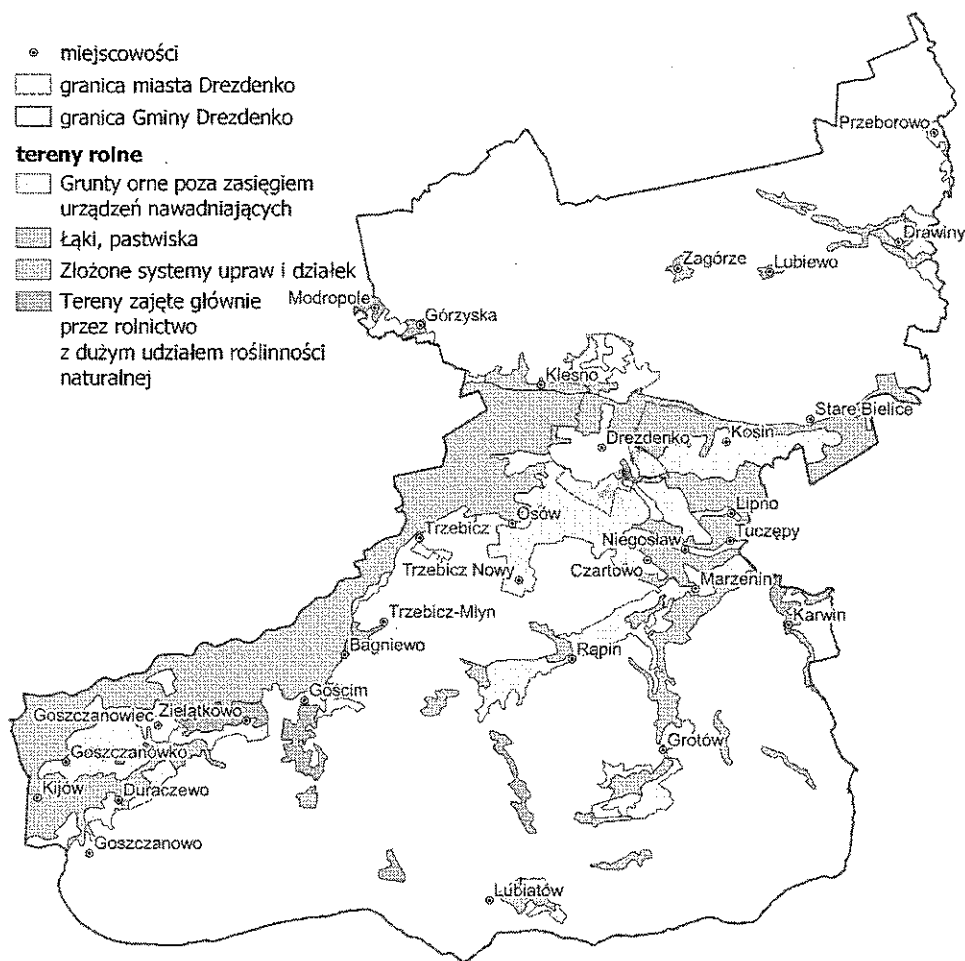 miejscowości
granica miasta Drezdenko
granica Gminy Drezdenko
tereny rolne
Grunty orne poza zasięgiem
urządzeń nawadniających
Łąki, pastwiska
Złożone systemy upraw i działek
Tereny zajęte głównie
przez rolnictwo
z dużym udziałem roślinności
naturalnej
Przeborowo
Drawiny
Zagórze
Lubiewo
Modropole
Górzyska
Klesno
Stare Bielice
Drezdenko
Kosin
Lipno
Osów
Trzebicz
Tuczępy
Niegosław
Trzebicz Nowy
Czartowo
Marzenin
Trzebicz-Młyn
Karwin
Bagniewo
Rąpin
Gościm
Goszczanowiec
Zielątkowo
Grotów
Goszczanówko
Kijów
Duraczewo
Goszczanowo
Lubiatów